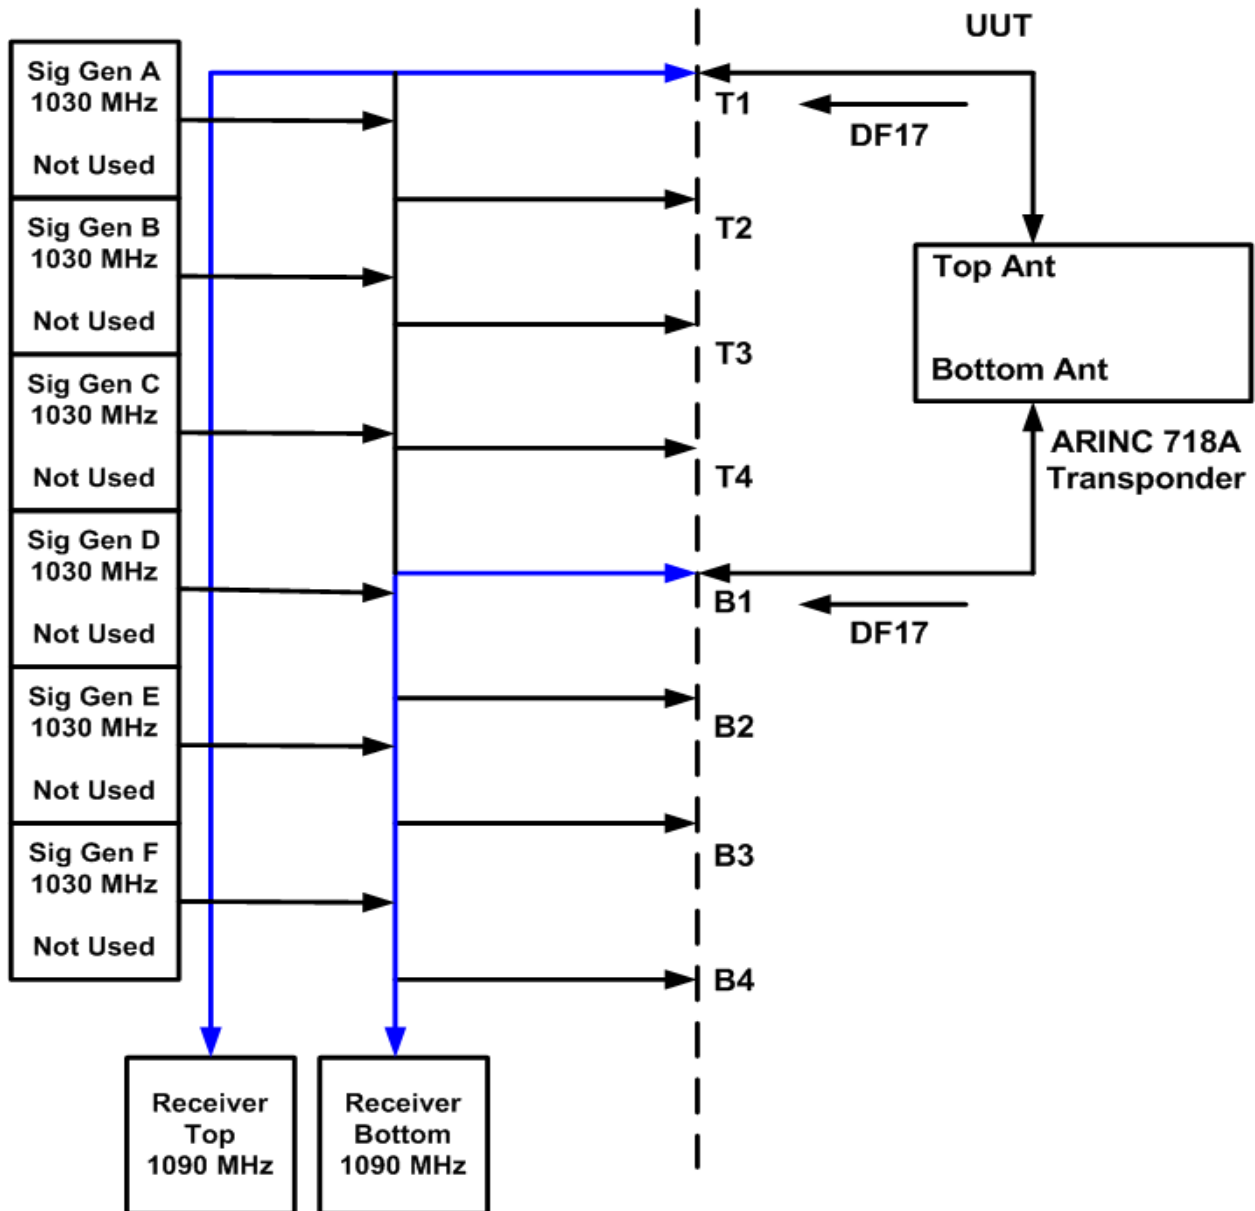 UUT
Sig Gen A
1030 MHz
Not Used
Sig Gen B
1030 MHz
Not Used
Sig Gen C
1030 MHz
Not Used
Sig Gen D
1030 MHz
Not Used
Sig Gen E
1030 MHz
Not Used
Sig Gen F
1030 MHz
Not Used
T1
DF17
T2
T3
T4
B1
DF17
B2
B3
B4
Top Ant
Bottom Ant
ARINC 718A
Transponder
Receiver
Top
1090 MHz
Receiver
Bottom
1090 MHz